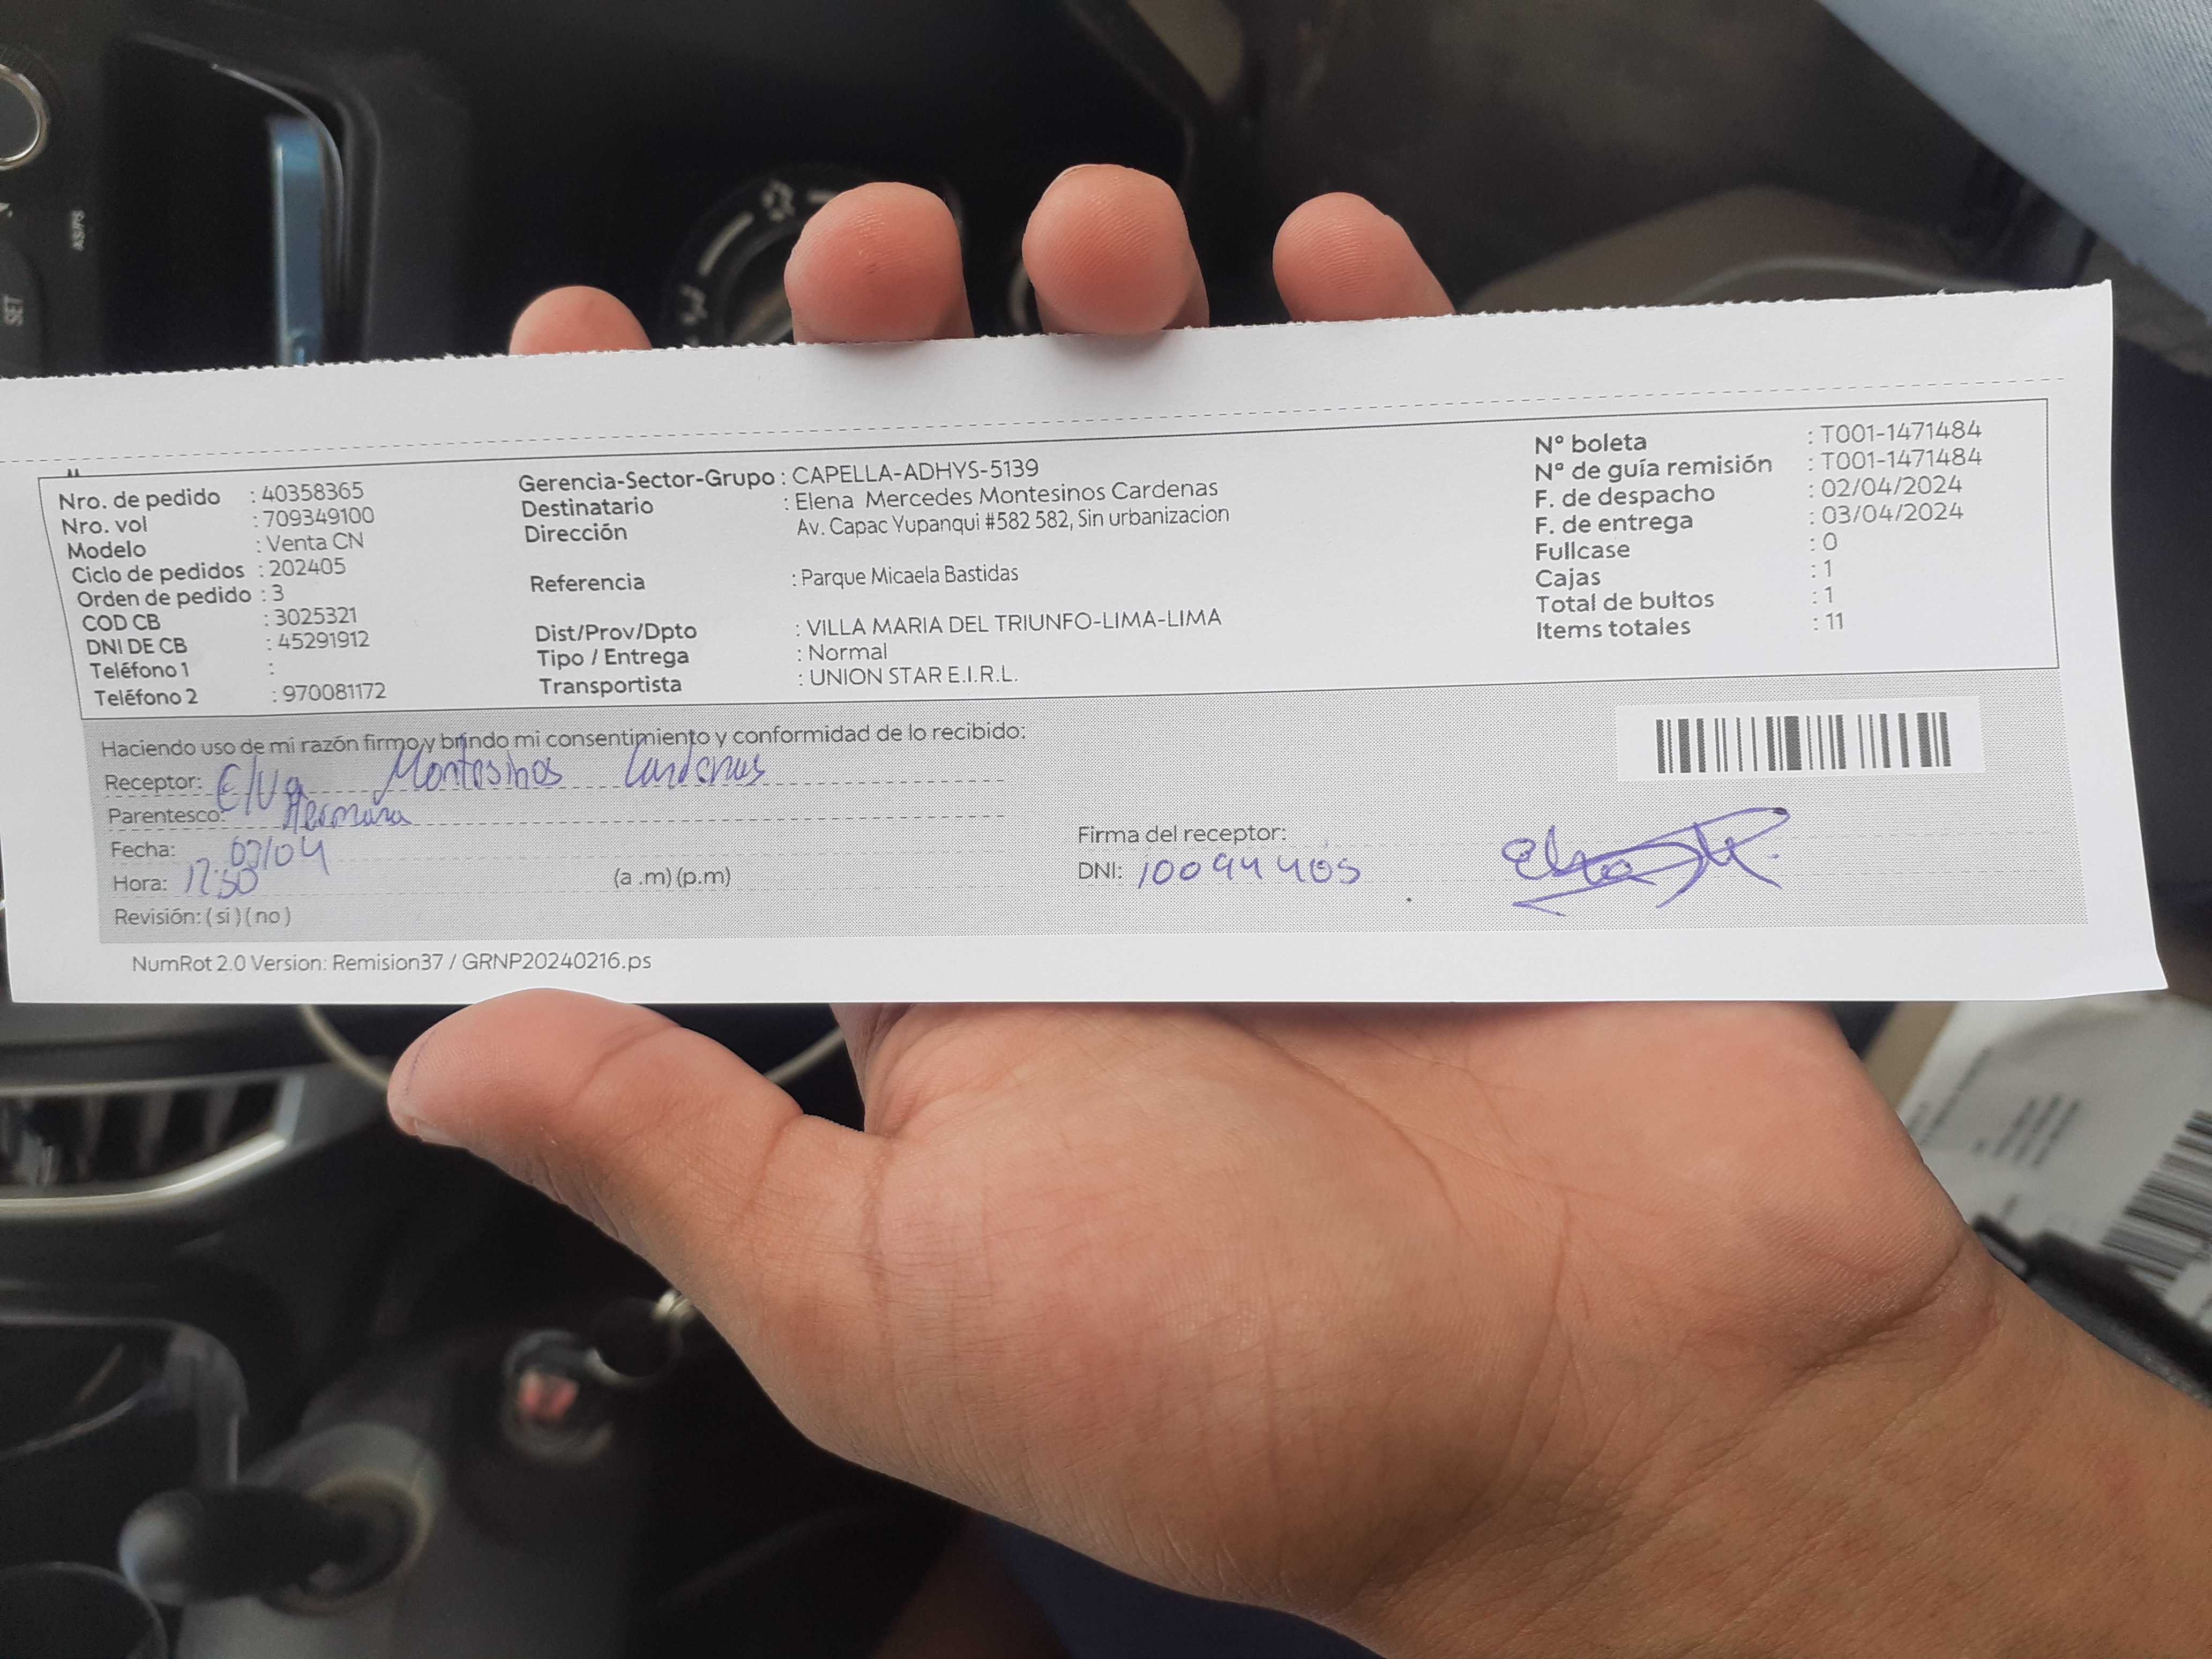 Nro. de pedido : 40358365
Nro. vol : 709349100
Modelo : Venta CN
Ciclo de pedidos : 202405
Orden de pedido : 3
COD CB : 3025321
DNI DE CB : 45291912
Teléfono 1 :
Teléfono 2 : 970081172
Gerencia-Sector-Grupo : CAPELLA-ADHYS-5139
Destinatario : Elena Mercedes Montesinos Cardenas
Dirección Av. Capac Yupanqui #582 582, Sin urbanizacion
Referencia : Parque Micaela Bastidas
Dist/Prov/Dpto : VILLA MARIA DEL TRIUNFO-LIMA-LIMA
Tipo / Entrega : Normal
Transportista : UNION STAR E.I.R.L.
Nº boleta : T001-1471484
Nº de guía remisión : T001-1471484
F. de despacho : 02/04/2024
F. de entrega : 03/04/2024
Fullcase : 0
Cajas : 1
Total de bultos : 1
Items totales : 11
Haciendo uso de mi razón firmo y brindo mi consentimiento y conformidad de lo recibido:
Receptor: Elva Montesinos Cardenas
Parentesco: Hermana
Fecha: 03/04
Hora: 12:50 (a .m) (p.m)
Revisión: ( si ) ( no )
Firma del receptor:
DNI: 10094405
NumRot 2.0 Version: Remision37 / GRNP20240216.ps
SET
AS/PS